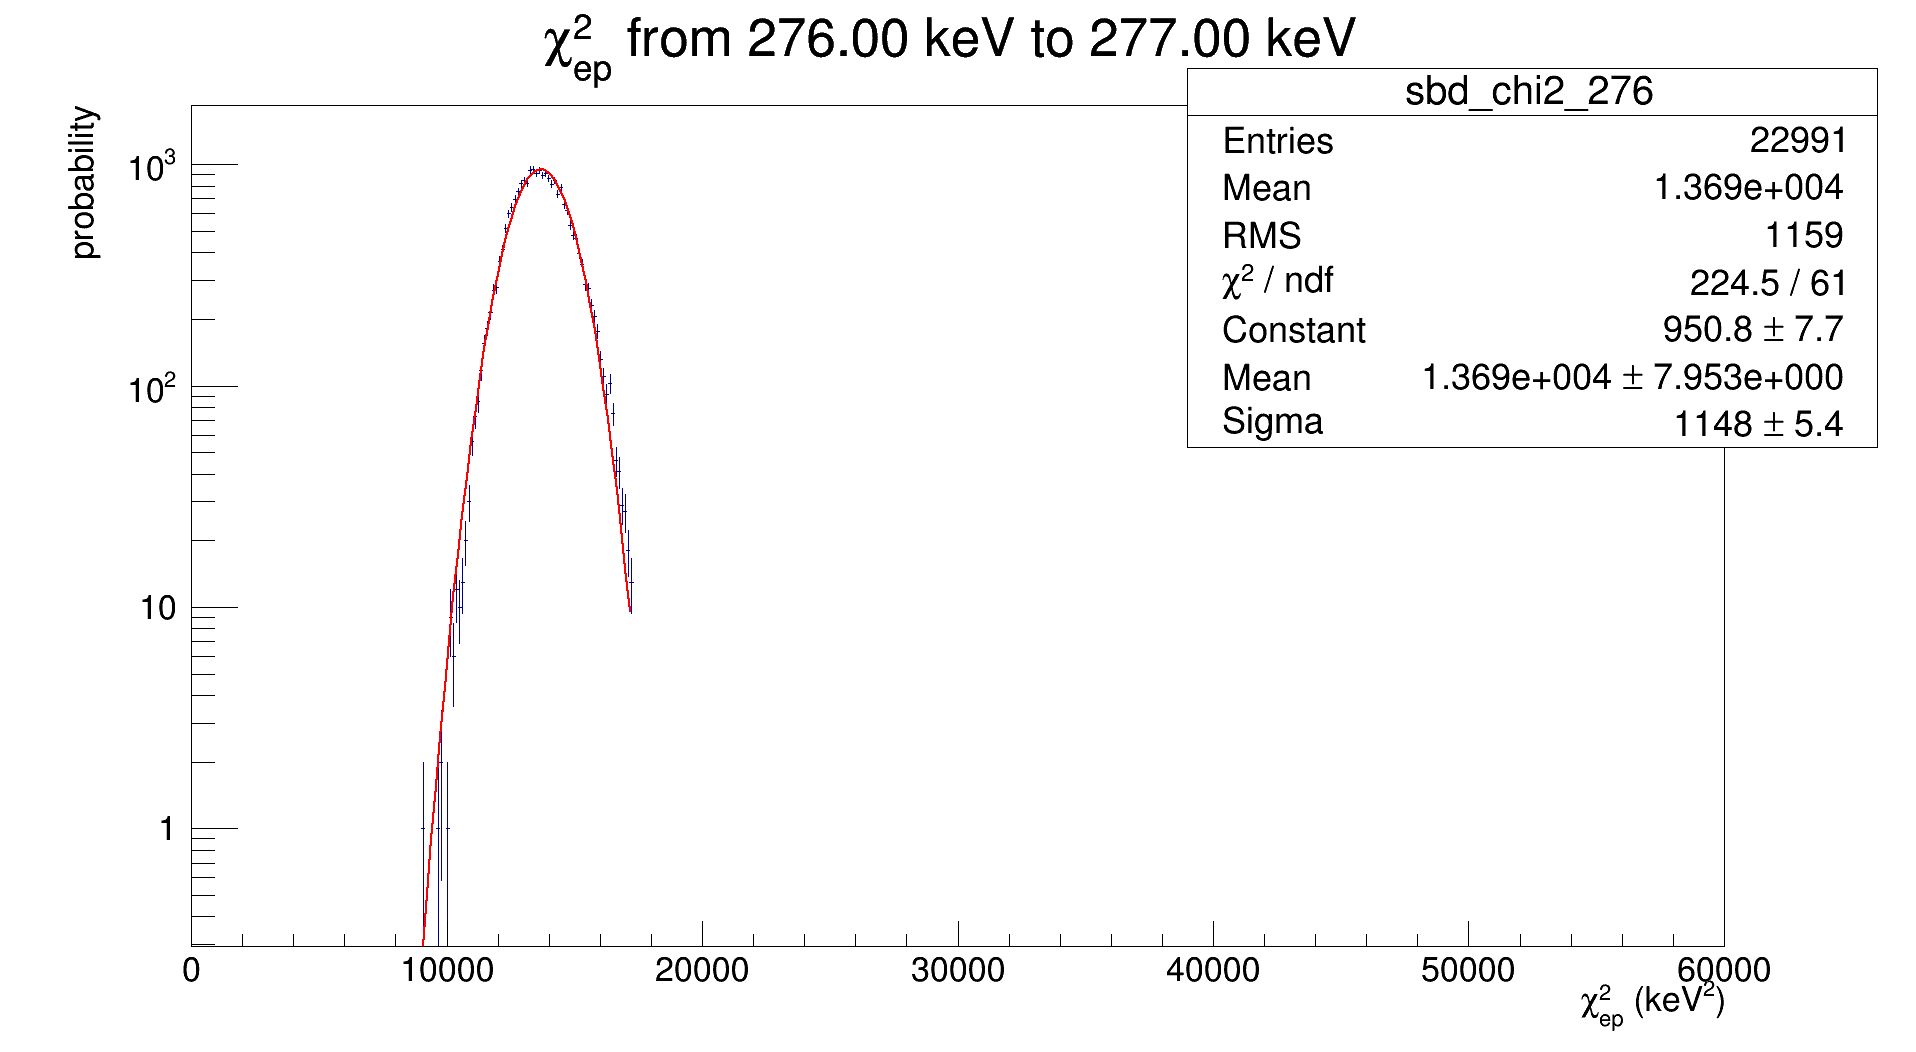 χ²ep from 276.00 keV to 277.00 keV
sbd_chi2_276
Entries 22991
Mean 1.369e+004
RMS 1159
χ² / ndf 224.5 / 61
Constant 950.8 ± 7.7
Mean 1.369e+004 ± 7.953e+000
Sigma 1148 ± 5.4
probability
10³
10²
10
1
0 10000 20000 30000 40000 50000 60000
χ²ep (keV²)